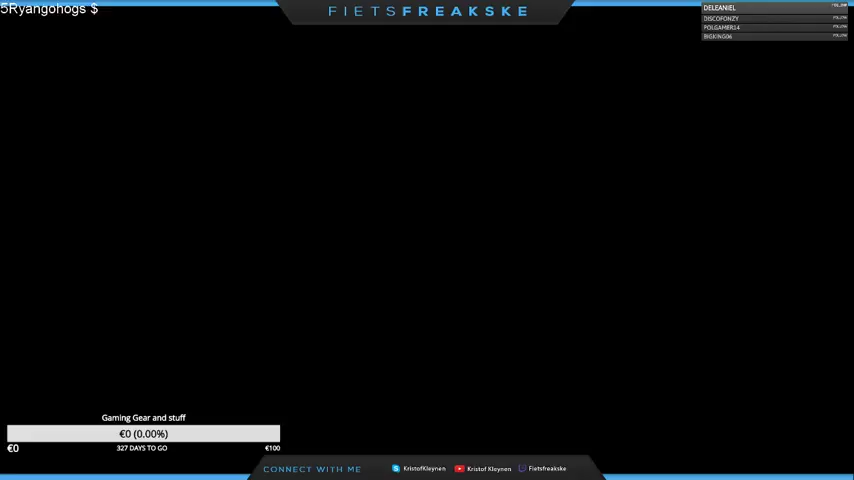 5Ryangohogs $
FIETSFREAKSKE
DELEANIEL
DISCOFONZY
POLGAMER14
BIGKING06
Gaming Gear and stuff
€0 (0.00%)
€0 327 DAYS TO GO €100
CONNECT WITH ME KristofKleynen Kristof Kleynen Fietsfreakske